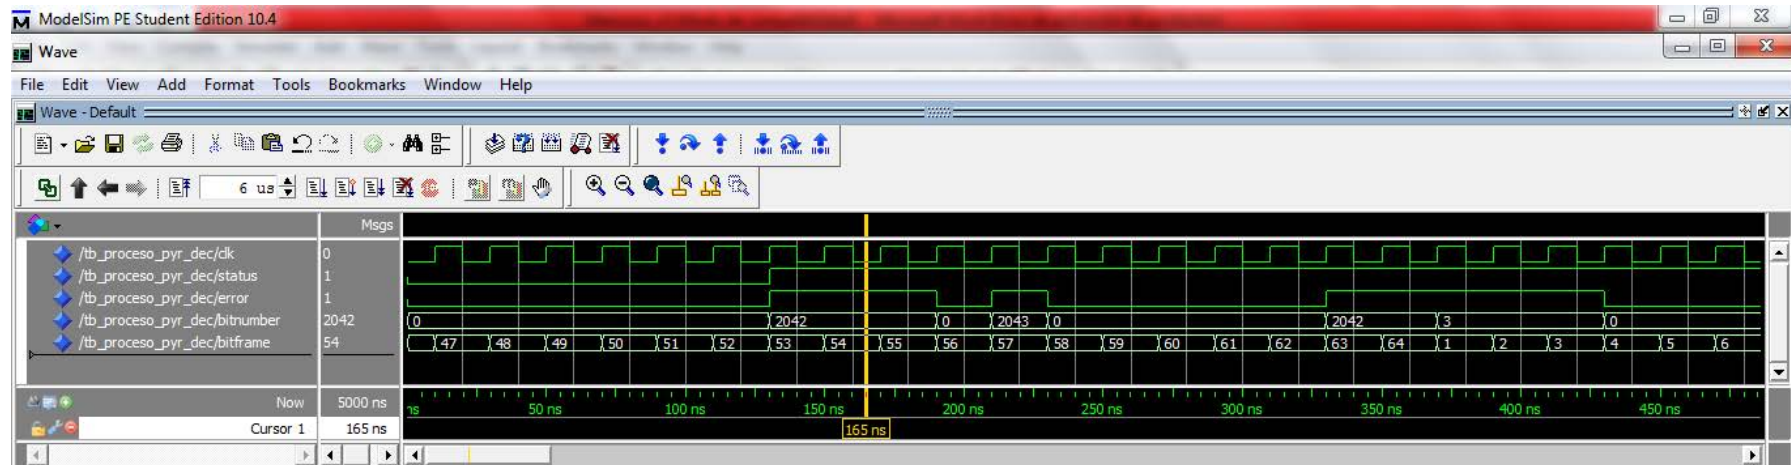 ModelSim PE Student Edition 10.4
Wave
File Edit View Add Format Tools Bookmarks Window Help
Wave - Default
6 us
Msgs
/tb_proceso_pyr_dec/clk 0
/tb_proceso_pyr_dec/status 1
/tb_proceso_pyr_dec/error 1
/tb_proceso_pyr_dec/bitnumber 2042 0 2042 0 2043 0 2042 3 0
/tb_proceso_pyr_dec/bitframe 54 47 48 49 50 51 52 53 54 55 56 57 58 59 60 61 62 63 64 1 2 3 4 5 6
Now 5000 ns ns 50 ns 100 ns 150 ns 200 ns 250 ns 300 ns 350 ns 400 ns 450 ns
Cursor 1 165 ns 165 ns